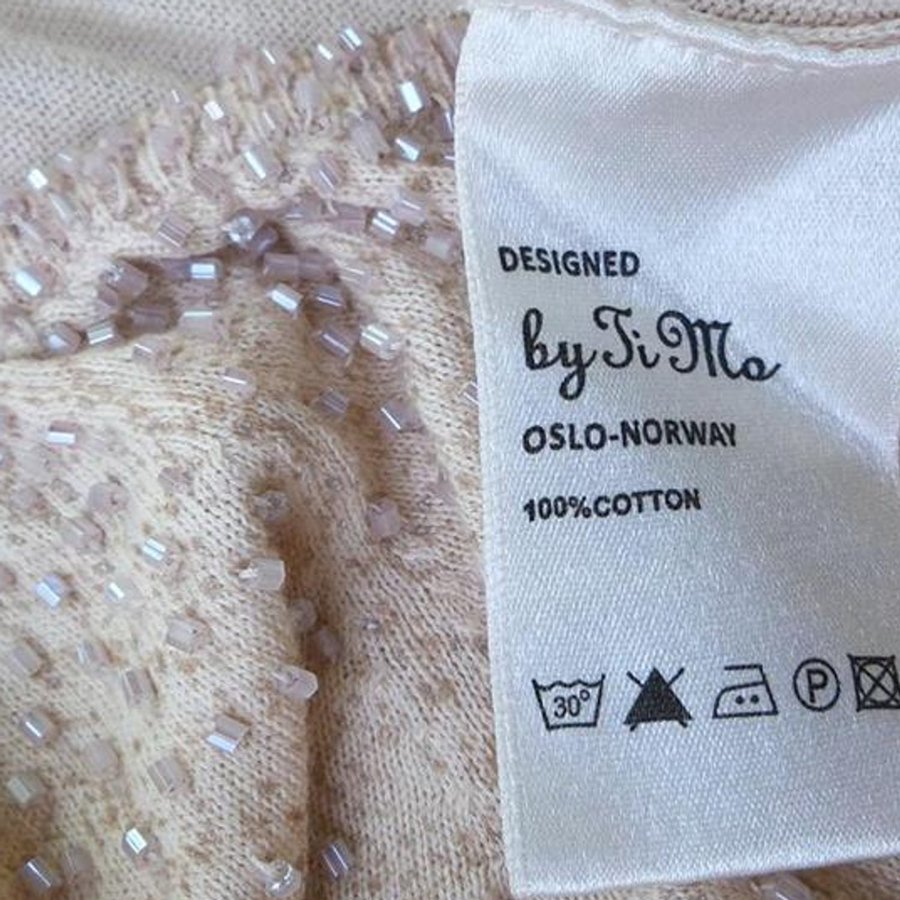 DESIGNED
by Ti Mo
OSLO-NORWAY
100%COTTON
30° P